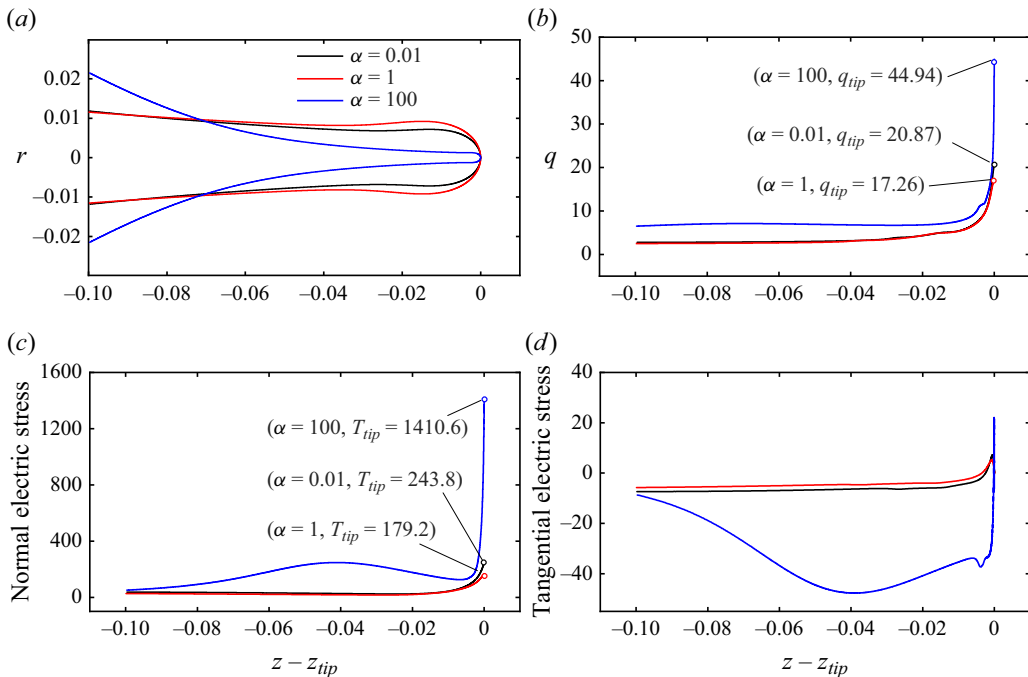 (a)
0.02
0.01
0
–0.01
–0.02
r
α = 0.01
α = 1
α = 100
–0.10 –0.08 –0.06 –0.04 –0.02 0
(b)
50
40
30
20
10
0
q
(α = 100, q_tip = 44.94)
(α = 0.01, q_tip = 20.87)
(α = 1, q_tip = 17.26)
–0.10 –0.08 –0.06 –0.04 –0.02 0
(c)
1600
1200
800
400
0
Normal electric stress
(α = 100, T_tip = 1410.6)
(α = 0.01, T_tip = 243.8)
(α = 1, T_tip = 179.2)
–0.10 –0.08 –0.06 –0.04 –0.02 0
z – z_tip
(d)
40
20
0
–20
–40
Tangential electric stress
–0.10 –0.08 –0.06 –0.04 –0.02 0
z – z_tip